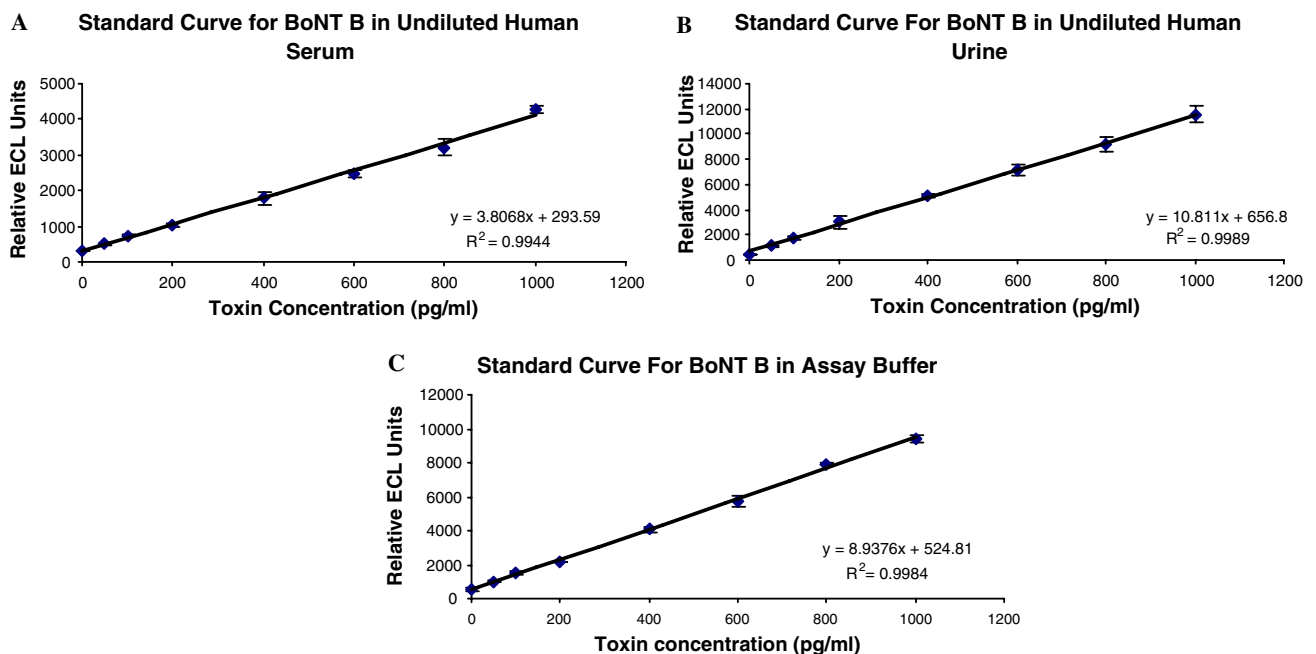 A
Standard Curve for BoNT B in Undiluted Human
Serum
Relative ECL Units
5000
4000
3000
2000
1000
0
y = 3.8068x + 293.59
R² = 0.9944
0 200 400 600 800 1000 1200
Toxin Concentration (pg/ml)
B
Standard Curve For BoNT B in Undiluted Human
Urine
Relative ECL Units
14000
12000
10000
8000
6000
4000
2000
0
y = 10.811x + 656.8
R² = 0.9989
0 200 400 600 800 1000 1200
Toxin Concentration (pg/ml)
C
Standard Curve For BoNT B in Assay Buffer
Relative ECL Units
12000
10000
8000
6000
4000
2000
0
y = 8.9376x + 524.81
R² = 0.9984
0 200 400 600 800 1000 1200
Toxin concentration (pg/ml)